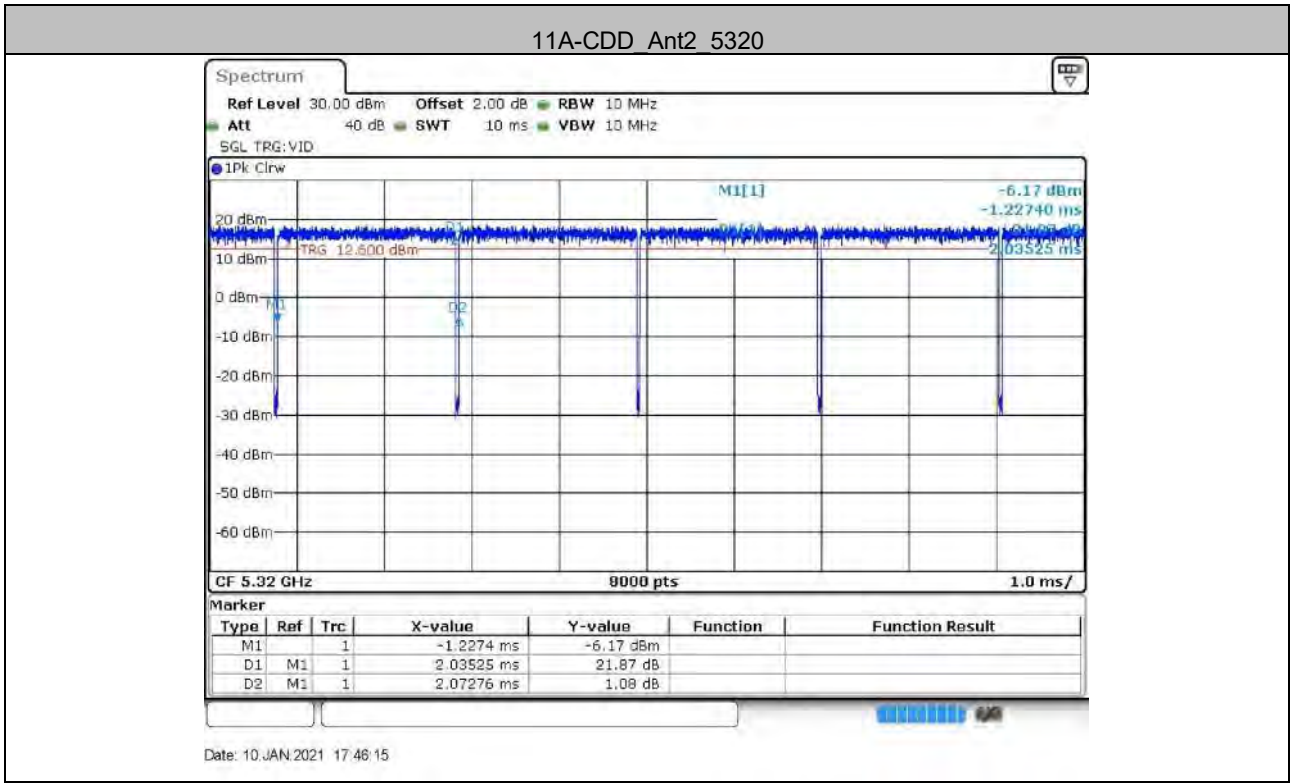 11A-CDD_Ant2_5320
Spectrum
Ref Level 30.00 dBm Offset 2.00 dB RBW 10 MHz
Att 40 dB SWT 10 ms VBW 10 MHz
SGL TRG:VID
1Pk Clrw
M1[1] -6.17 dBm
-1.22740 ms
20 dBm
D1
2.03525 ms
TRG 12.600 dBm
10 dBm
0 dBm
M1
D2
-10 dBm
-20 dBm
-30 dBm
-40 dBm
-50 dBm
-60 dBm
CF 5.32 GHz 8000 pts 1.0 ms/
Marker
Type Ref Trc X-value Y-value Function Function Result
M1 1 -1.2274 ms -6.17 dBm
D1 M1 1 2.03525 ms 21.87 dB
D2 M1 1 2.07276 ms 1.08 dB
Date: 10.JAN.2021 17:46:15